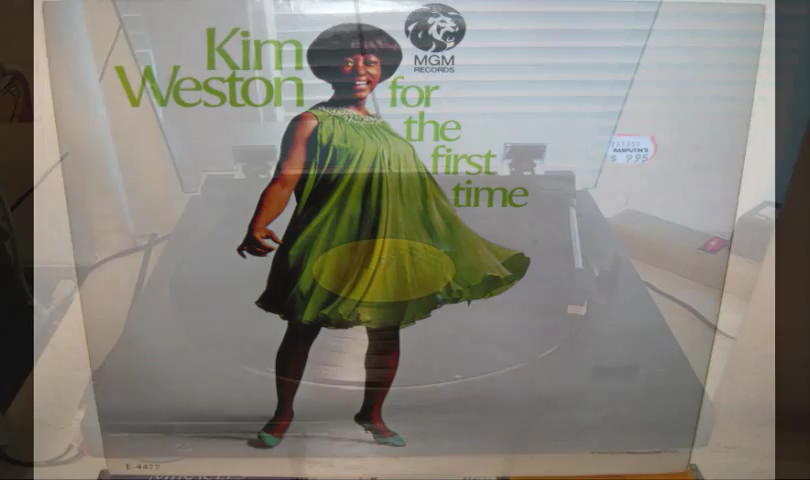 Kim
Weston
MGM
RECORDS
for
the
first
time
RASPUTIN'S
$ 995
E-4477